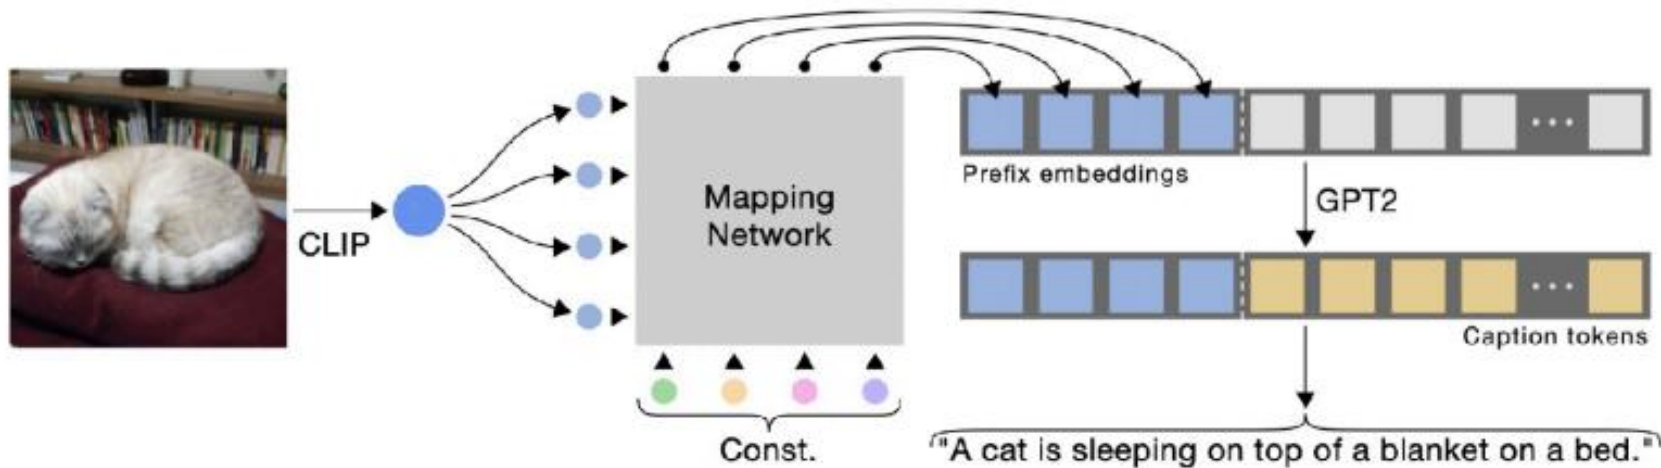 CLIP
Mapping
Network
Const.
Prefix embeddings
GPT2
Caption tokens
"A cat is sleeping on top of a blanket on a bed."